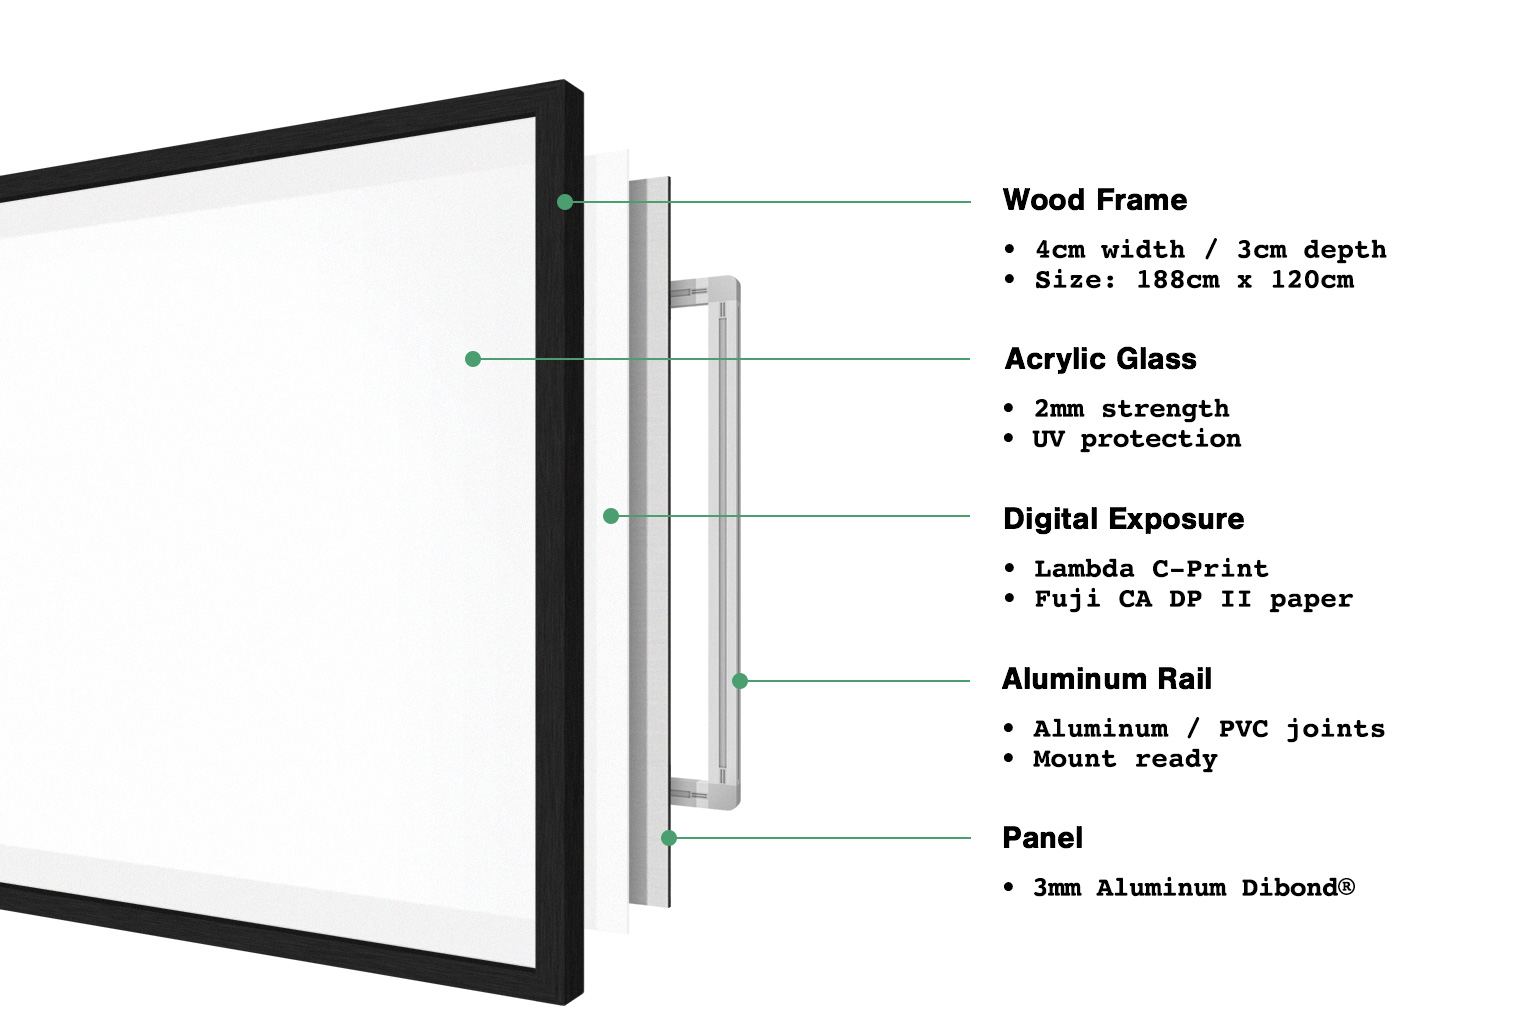 Wood Frame
• 4cm width / 3cm depth
• Size: 188cm x 120cm
Acrylic Glass
• 2mm strength
• UV protection
Digital Exposure
• Lambda C-Print
• Fuji CA DP II paper
Aluminum Rail
• Aluminum / PVC joints
• Mount ready
Panel
• 3mm Aluminum Dibond®